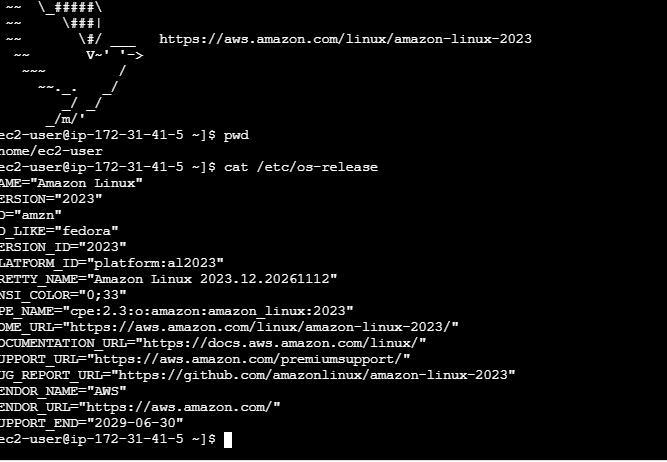 ~~  \_#####\
~~     \###|
~~       \#/ ___   https://aws.amazon.com/linux/amazon-linux-2023
~~       V~' '->
~~~         /
~~._.   _/
_/ _/
_/m/'
ec2-user@ip-172-31-41-5 ~]$ pwd
home/ec2-user
ec2-user@ip-172-31-41-5 ~]$ cat /etc/os-release
AME="Amazon Linux"
ERSION="2023"
D="amzn"
D_LIKE="fedora"
ERSION_ID="2023"
LATFORM_ID="platform:al2023"
RETTY_NAME="Amazon Linux 2023.12.20261112"
NSI_COLOR="0;33"
PE_NAME="cpe:2.3:o:amazon:amazon_linux:2023"
OME_URL="https://aws.amazon.com/linux/amazon-linux-2023/"
OCUMENTATION_URL="https://docs.aws.amazon.com/linux/"
UPPORT_URL="https://aws.amazon.com/premiumsupport/"
UG_REPORT_URL="https://github.com/amazonlinux/amazon-linux-2023"
ENDOR_NAME="AWS"
ENDOR_URL="https://aws.amazon.com/"
UPPORT_END="2029-06-30"
ec2-user@ip-172-31-41-5 ~]$